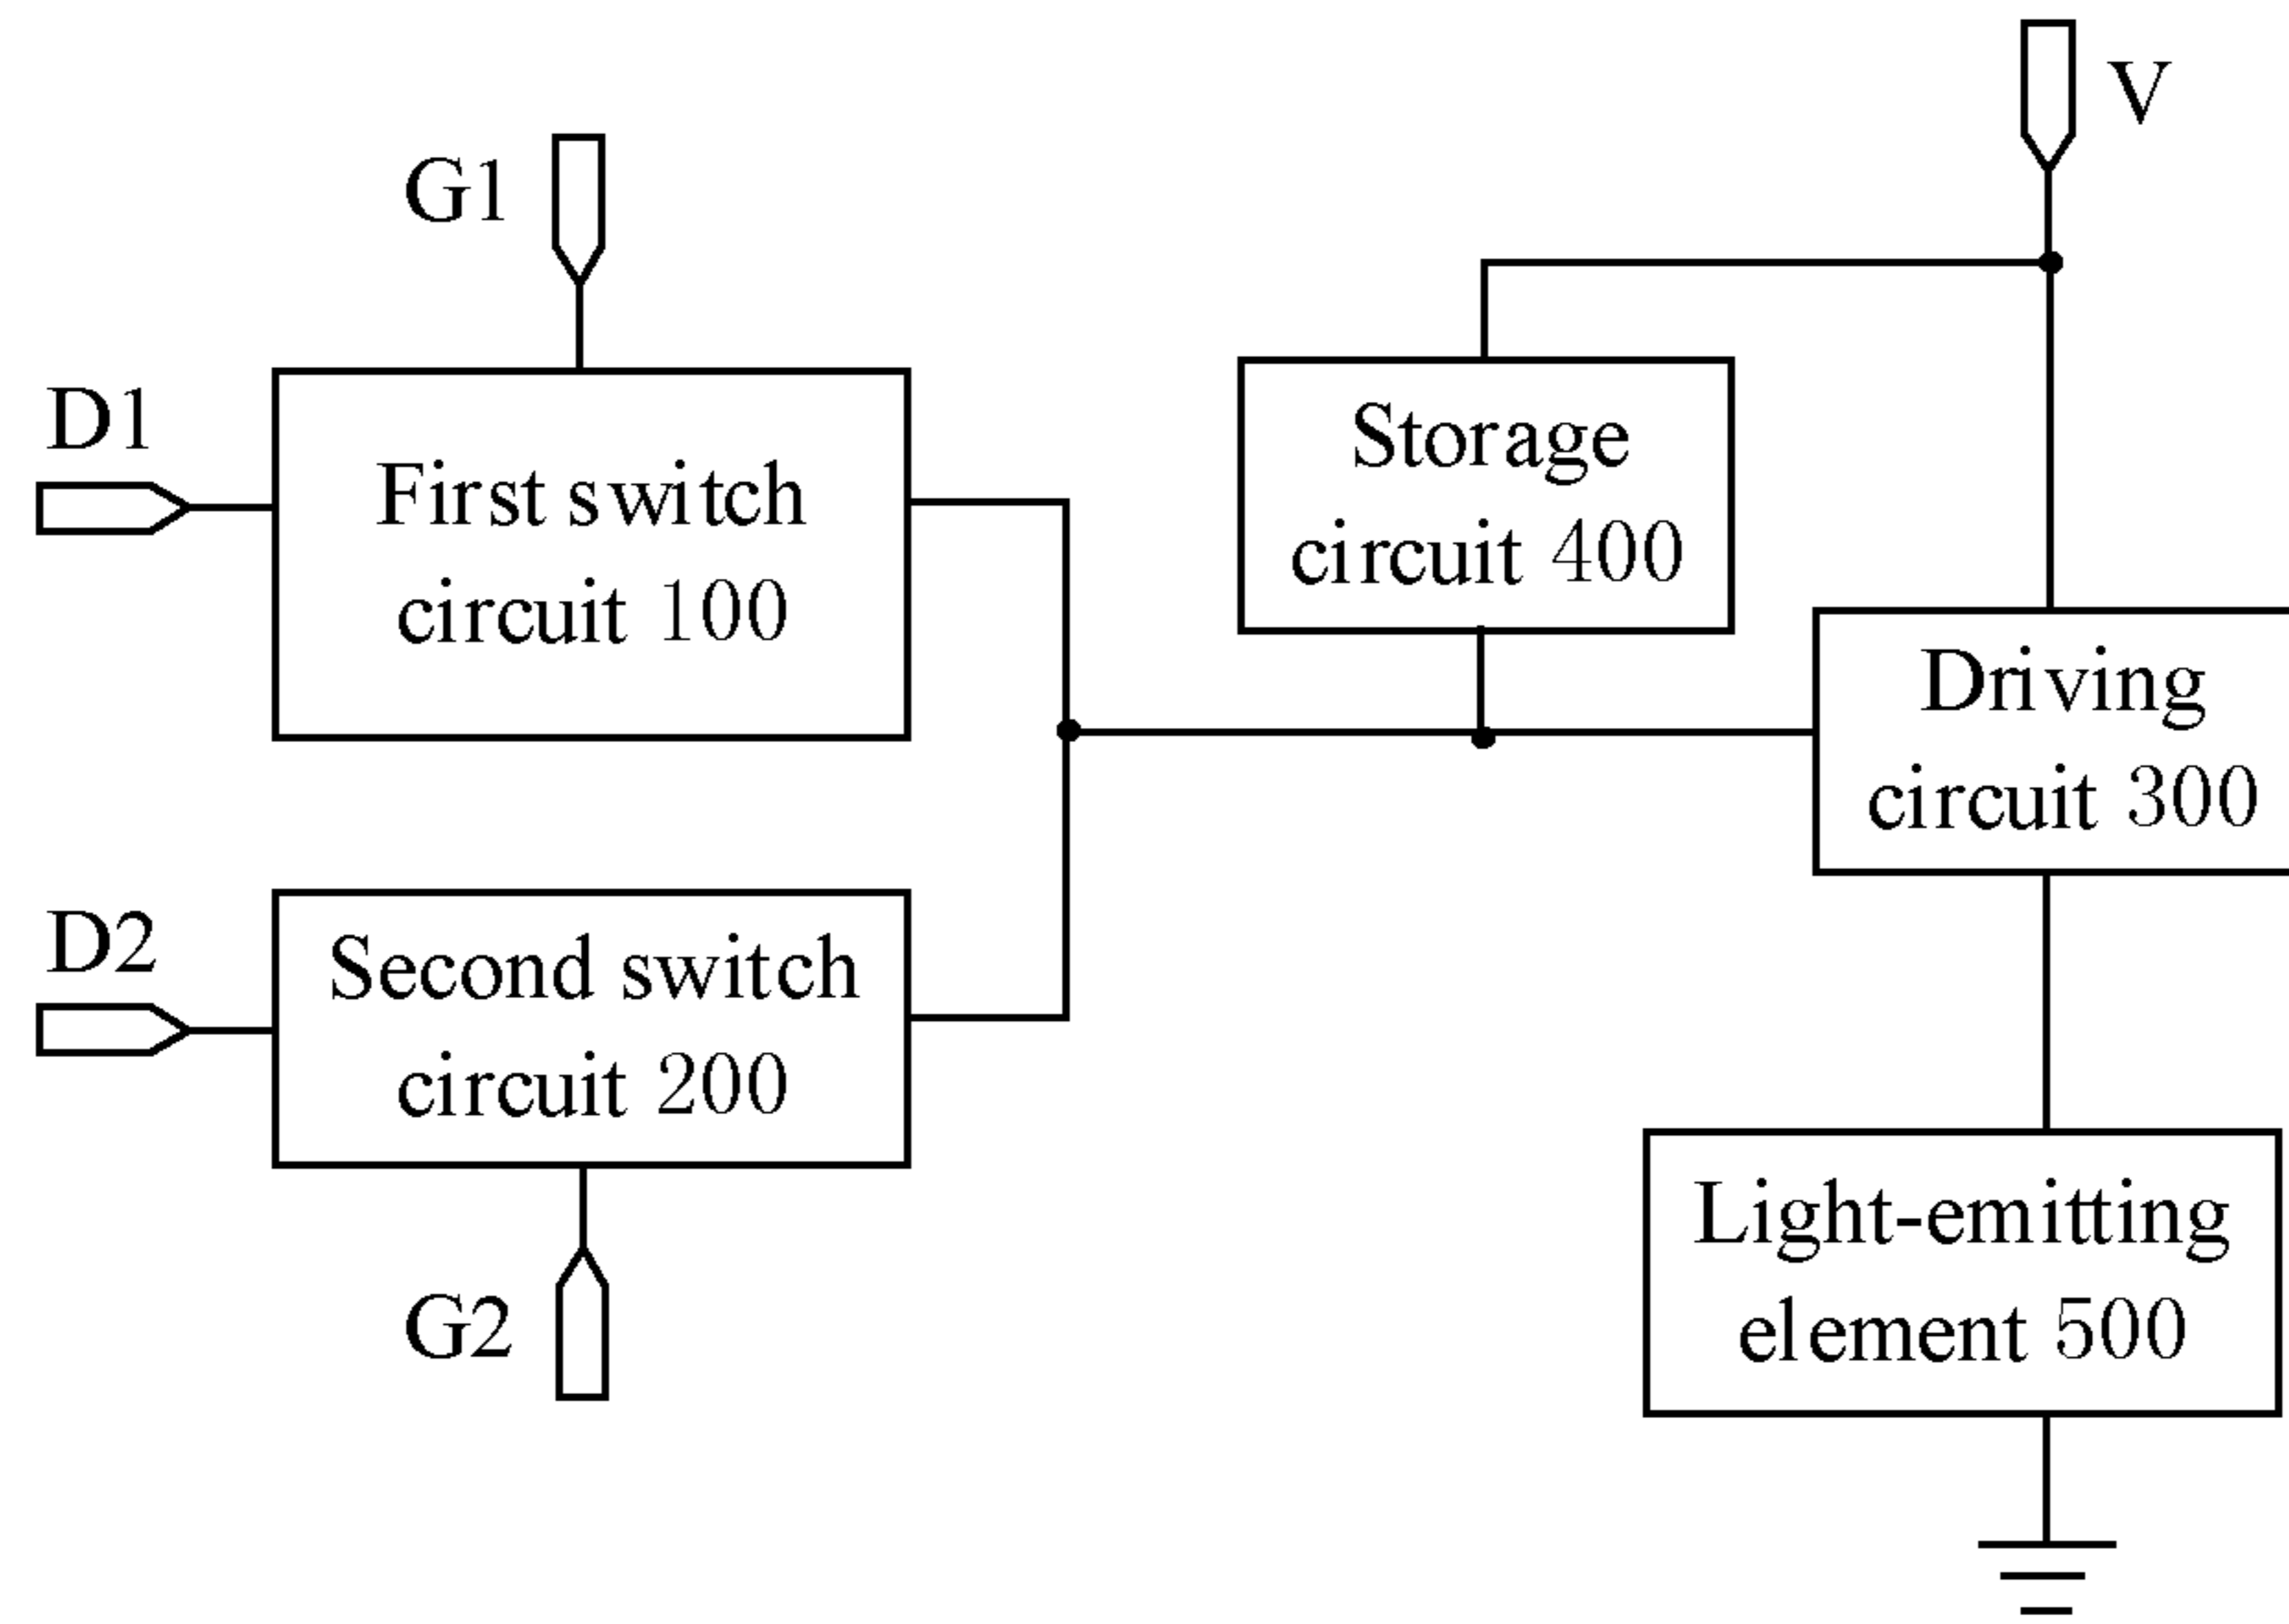 V
G1
D1
First switch
circuit 100
Storage
circuit 400
Driving
circuit 300
D2
Second switch
circuit 200
G2
Light-emitting
element 500